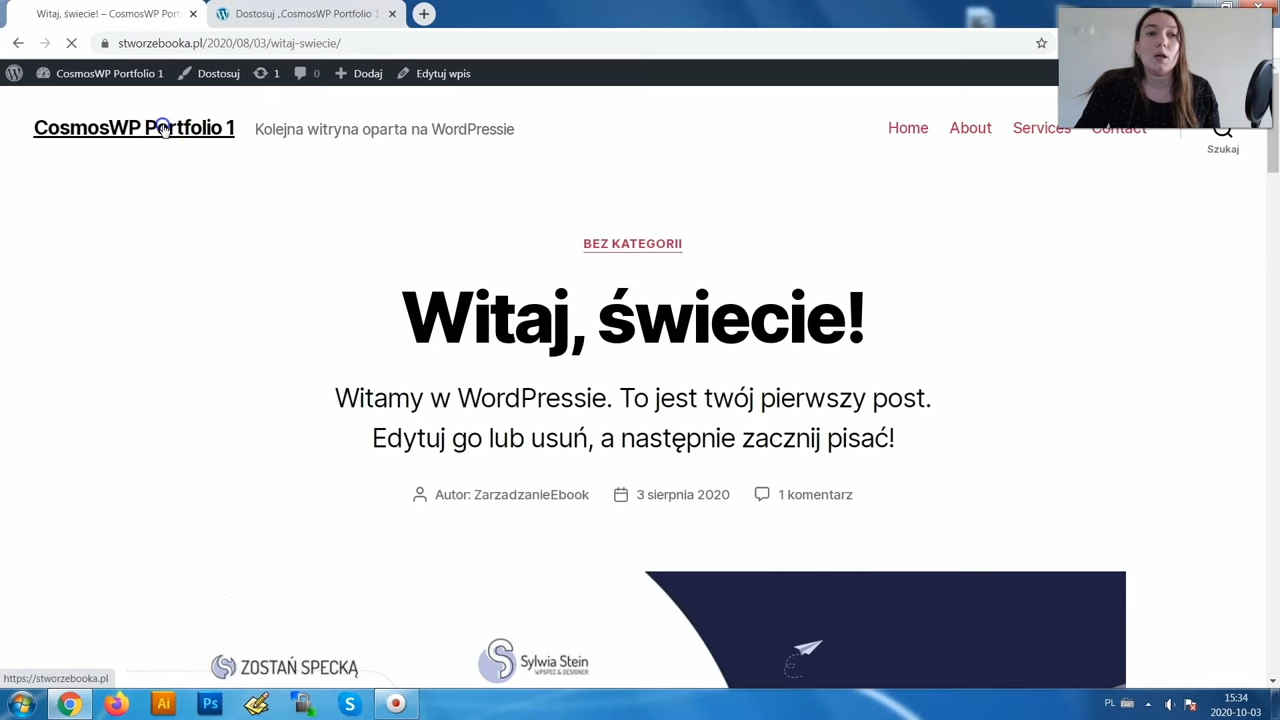 Witaj, świecie! – CosmosWP Port
Dostosuj „CosmosWP Portfolio 1
stworzebooka.pl/2020/08/03/witaj-swiecie/
CosmosWP Portfolio 1
Dostosuj
1
0
Dodaj
Edytuj wpis
CosmosWP Portfolio 1
Kolejna witryna oparta na WordPressie
Home
About
Services
Contact
Szukaj
BEZ KATEGORII
Witaj, świecie!
Witamy w WordPressie. To jest twój pierwszy post.
Edytuj go lub usuń, a następnie zacznij pisać!
Autor: ZarzadzanieEbook
3 sierpnia 2020
1 komentarz
ZOSTAŃ SPECKĄ
Sylwia Stein
WPSPEC & DESIGNER
https://stworzebooka.pl
Ai
Ps
S
PL
15:34
2020-10-03